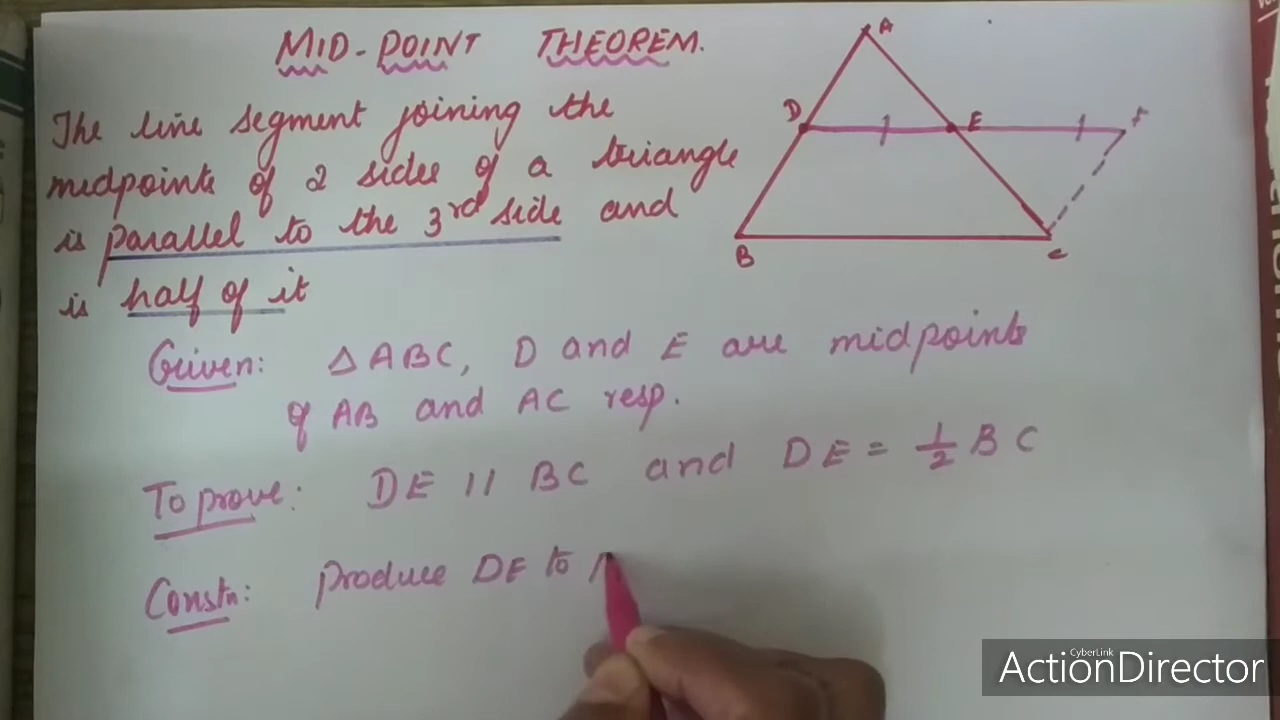 MID-POINT THEOREM.
The line segment joining the
midpoints of 2 sides of a triangle
is parallel to the 3rd side and
is half of it
A
D
E
F
B
C
Given: △ABC, D and E are midpoints
of AB and AC resp.
To prove: DE // BC and DE = 1/2 BC
Constn: Produce DE to
CyberLink
ActionDirector